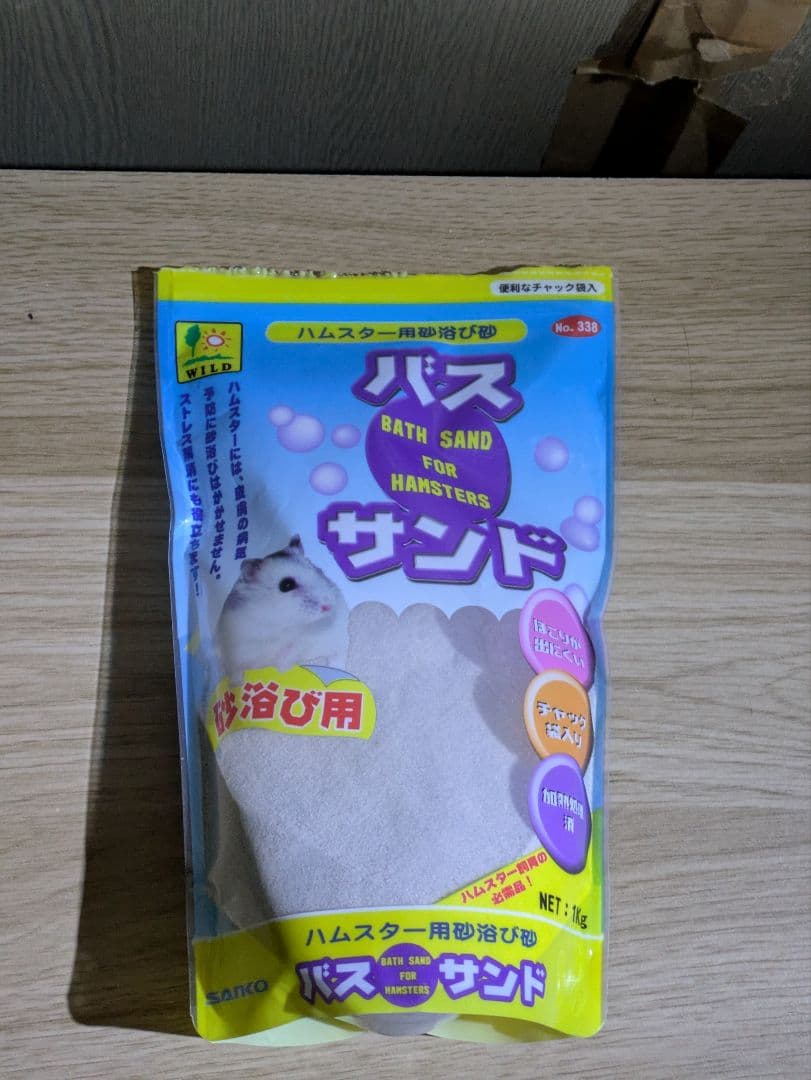 便利なチャック袋入
No. 338
ハムスター用砂浴び砂
WILD
バス
BATH SAND
FOR
HAMSTERS
サンド
ハムスターには、皮膚の病気
予防に砂浴びはかかせません。
ストレス解消にも役立ちます!
砂浴び用
ほこりが
出にくい
チャック
袋入り
加熱処理
済
ハムスター飼育の
必需品!
NET:1Kg
ハムスター用砂浴び砂
バス
BATH SAND
FOR
HAMSTERS
サンド
SANKO